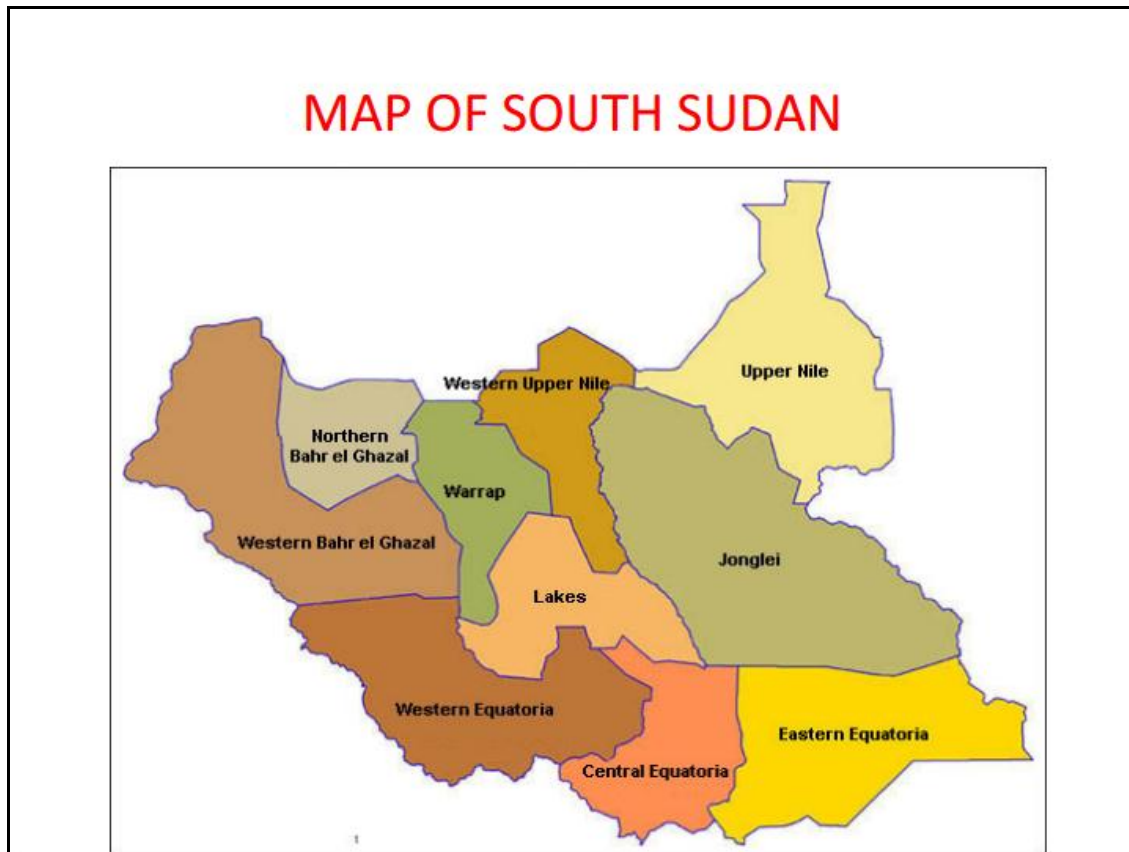 MAP OF SOUTH SUDAN
Upper Nile
Western Upper Nile
Northern
Bahr el Ghazal
Warrap
Western Bahr el Ghazal
Jonglei
Lakes
Western Equatoria
Eastern Equatoria
Central Equatoria
1